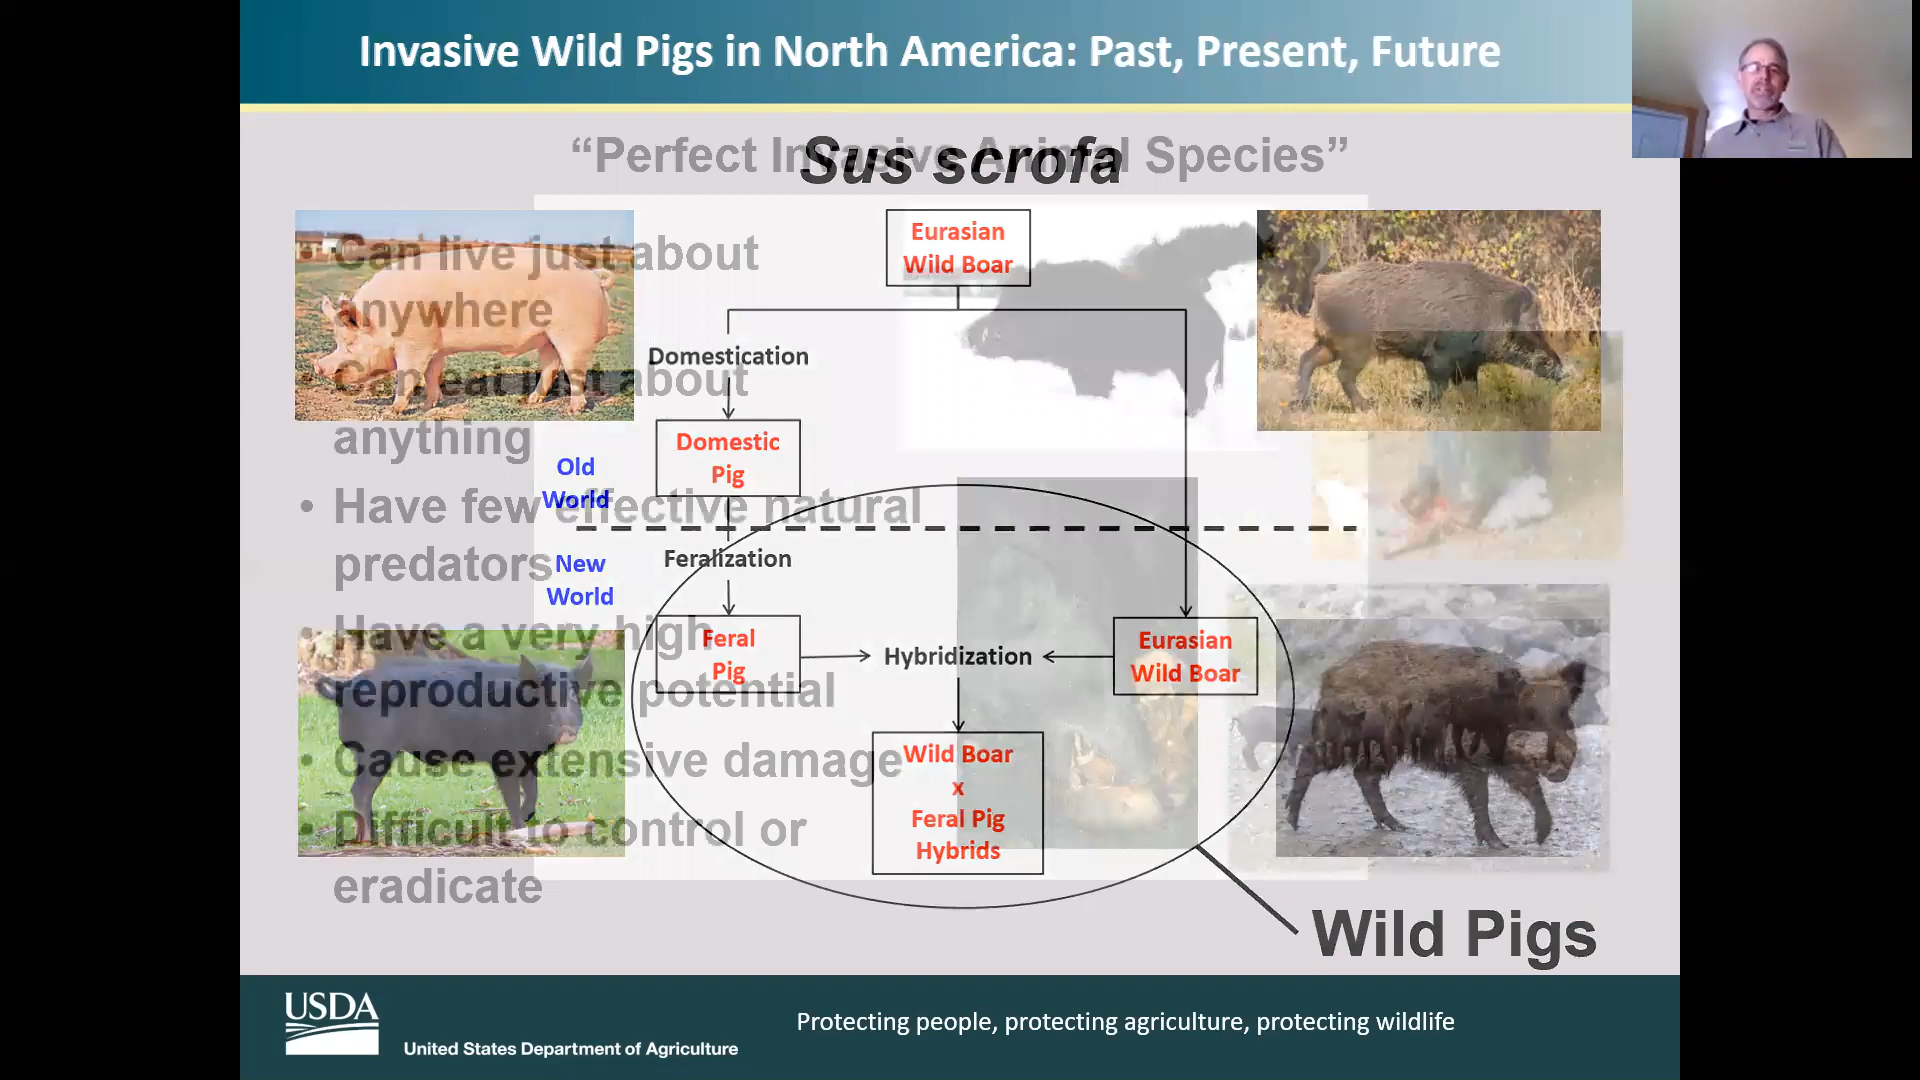 Invasive Wild Pigs in North America: Past, Present, Future
“Perfect Invasive Animal Species”
Sus scrofa
Eurasian
Wild Boar
• Can live just about
anywhere
Domestication
• Can eat just about
anything
Domestic
Pig
Old
World
• Have few effective natural
predators
Feralization
New
World
• Have a very high
reproductive potential
Feral
Pig
Hybridization
Eurasian
Wild Boar
• Cause extensive damage
Wild Boar
x
Feral Pig
Hybrids
• Difficult to control or
eradicate
Wild Pigs
USDA
United States Department of Agriculture
Protecting people, protecting agriculture, protecting wildlife